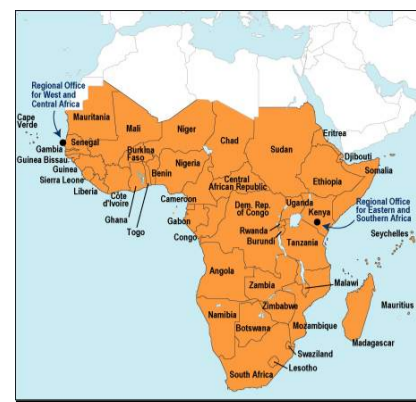 Regional Office
for West and
Central Africa
Cape
Verde
Mauritania
Mali
Niger
Chad
Sudan
Eritrea
Senegal
Gambia
Guinea Bissau
Guinea
Sierra Leone
Liberia
Burkina
Faso
Benin
Nigeria
Djibouti
Somalia
Ethiopia
Côte
d'Ivoire
Ghana
Togo
Cameroon
Central
African Republic
Gabon
Congo
Dem. Rep.
of Congo
Uganda
Kenya
Regional Office
for Eastern and
Southern Africa
Rwanda
Burundi
Tanzania
Seychelles
Angola
Zambia
Malawi
Zimbabwe
Mozambique
Mauritius
Madagascar
Namibia
Botswana
Swaziland
Lesotho
South Africa